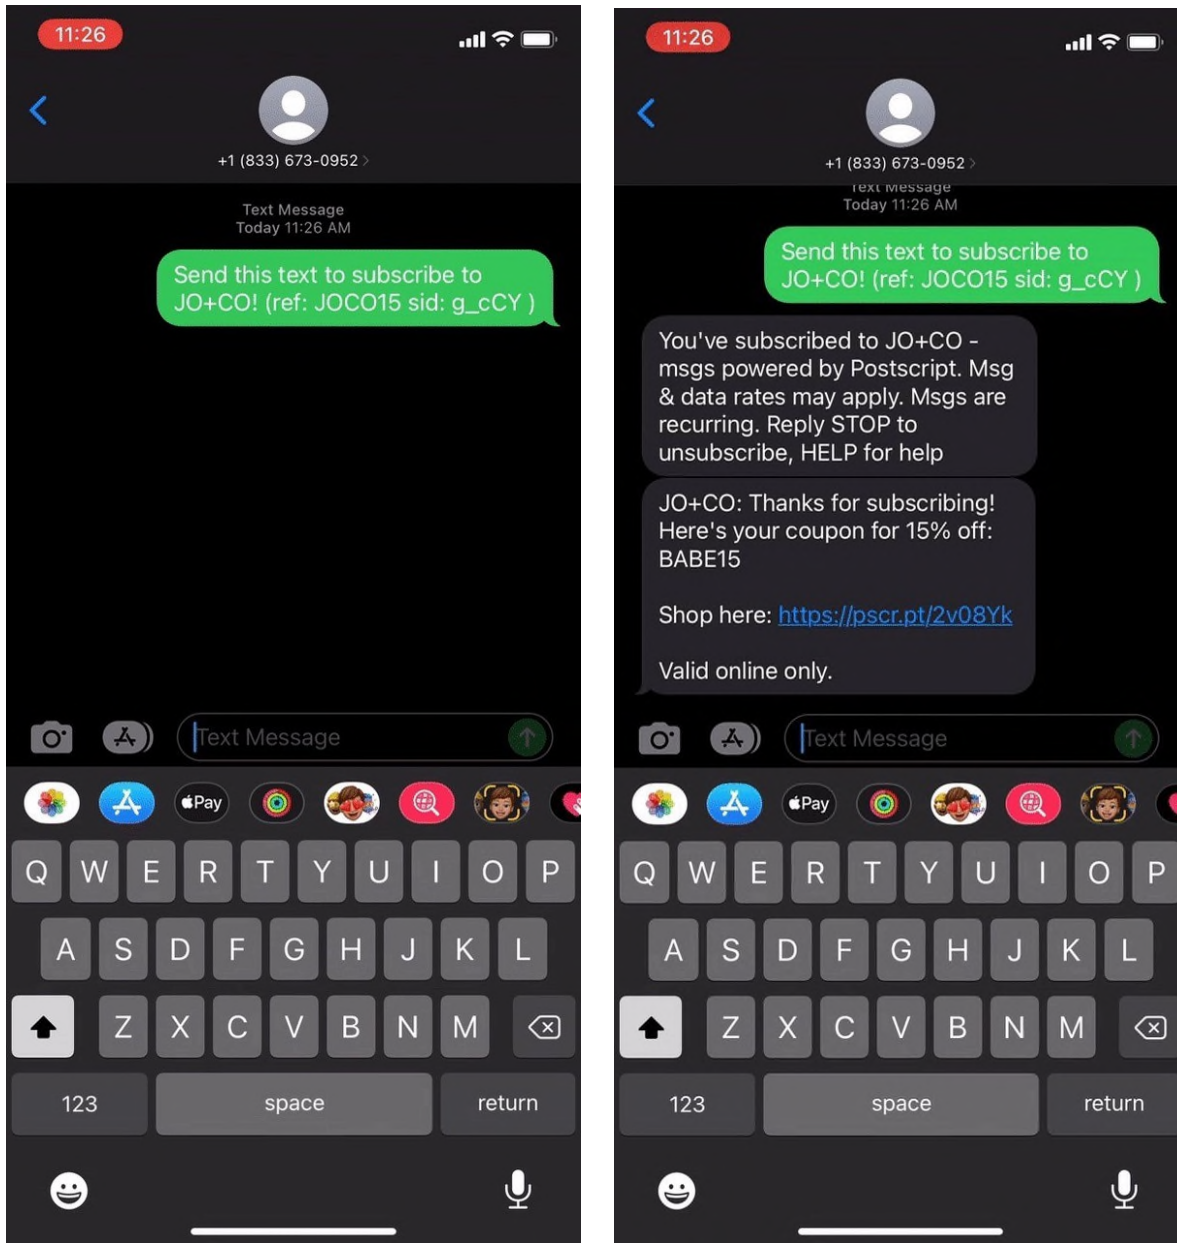 11:26
+1 (833) 673-0952
Text Message
Today 11:26 AM
Send this text to subscribe to
JO+CO! (ref: JOCO15 sid: g_cCY )
Text Message
Pay
Q W E R T Y U I O P
A S D F G H J K L
Z X C V B N M
123 space return
11:26
+1 (833) 673-0952
Text Message
Today 11:26 AM
Send this text to subscribe to
JO+CO! (ref: JOCO15 sid: g_cCY )
You've subscribed to JO+CO -
msgs powered by Postscript. Msg
& data rates may apply. Msgs are
recurring. Reply STOP to
unsubscribe, HELP for help
JO+CO: Thanks for subscribing!
Here's your coupon for 15% off:
BABE15
Shop here: https://pscr.pt/2v08Yk
Valid online only.
Text Message
Pay
Q W E R T Y U I O P
A S D F G H J K L
Z X C V B N M
123 space return